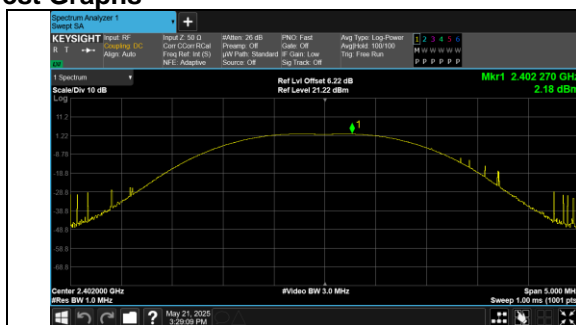 est Graphs
Spectrum Analyzer 1
Swept SA
+
KEYSIGHT Input: RF Input Z: 50 Ω #Atten: 26 dB PNO: Fast Avg Type: Log-Power 1 2 3 4 5 6
R T Coupling: DC Corr CCorr RCal Preamp: Off Gate: Off Avg|Hold: 100/100 M W W W W W
Align: Auto Freq Ref: Int (S) µW Path: Standard IF Gain: Low Trig: Free Run P P P P P P
NFE: Adaptive Source: Off Sig Track: Off
1 Spectrum Ref Lvl Offset 6.22 dB Mkr1 2.402 270 GHz
Scale/Div 10 dB Ref Level 21.22 dBm 2.18 dBm
Log
1
11.2
1.22
-8.78
-18.8
-28.8
-38.8
-48.8
-58.8
-68.8
Center 2.402000 GHz #Video BW 3.0 MHz Span 5.000 MHz
#Res BW 1.0 MHz Sweep 1.00 ms (1001 pts)
? May 21, 2025
3:29:09 PM